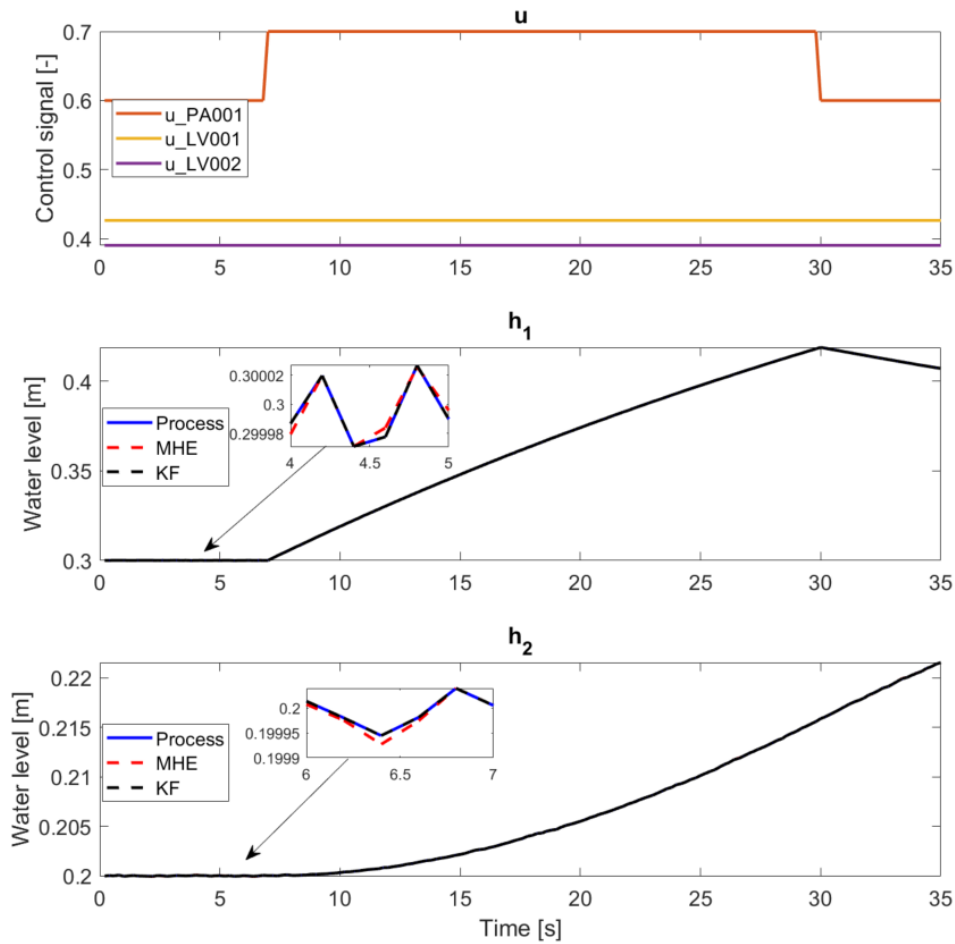 u
Control signal [-]
0.7
0.6
0.5
0.4
u_PA001
u_LV001
u_LV002
0 5 10 15 20 25 30 35
h1
Water level [m]
0.4
0.35
0.3
Process
MHE
KF
0.30002
0.3
0.29998
4 4.5 5
0 5 10 15 20 25 30 35
h2
Water level [m]
0.22
0.215
0.21
0.205
0.2
Process
MHE
KF
0.2
0.19995
0.1999
6 6.5 7
0 5 10 15 20 25 30 35
Time [s]